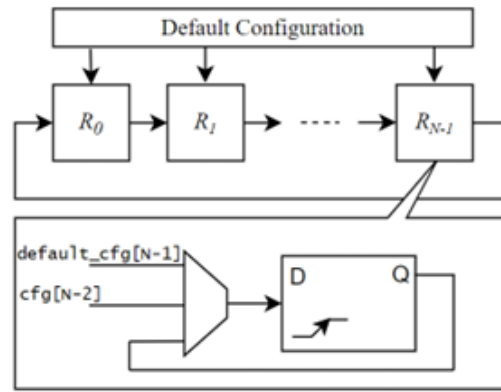 Default Configuration
R0 R1 RN-1
default_cfg[N-1]
D Q
cfg[N-2]